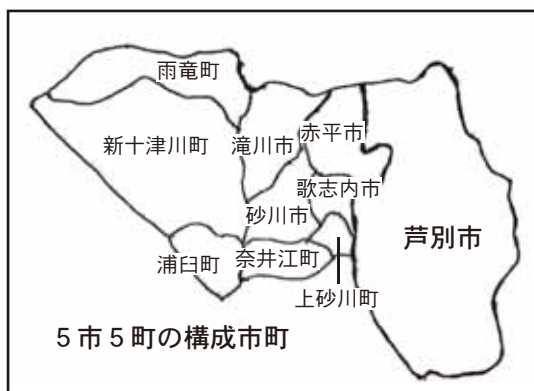 雨竜町
新十津川町
滝川市
赤平市
歌志内市
砂川市
芦別市
浦臼町
奈井江町
上砂川町
5市5町の構成市町